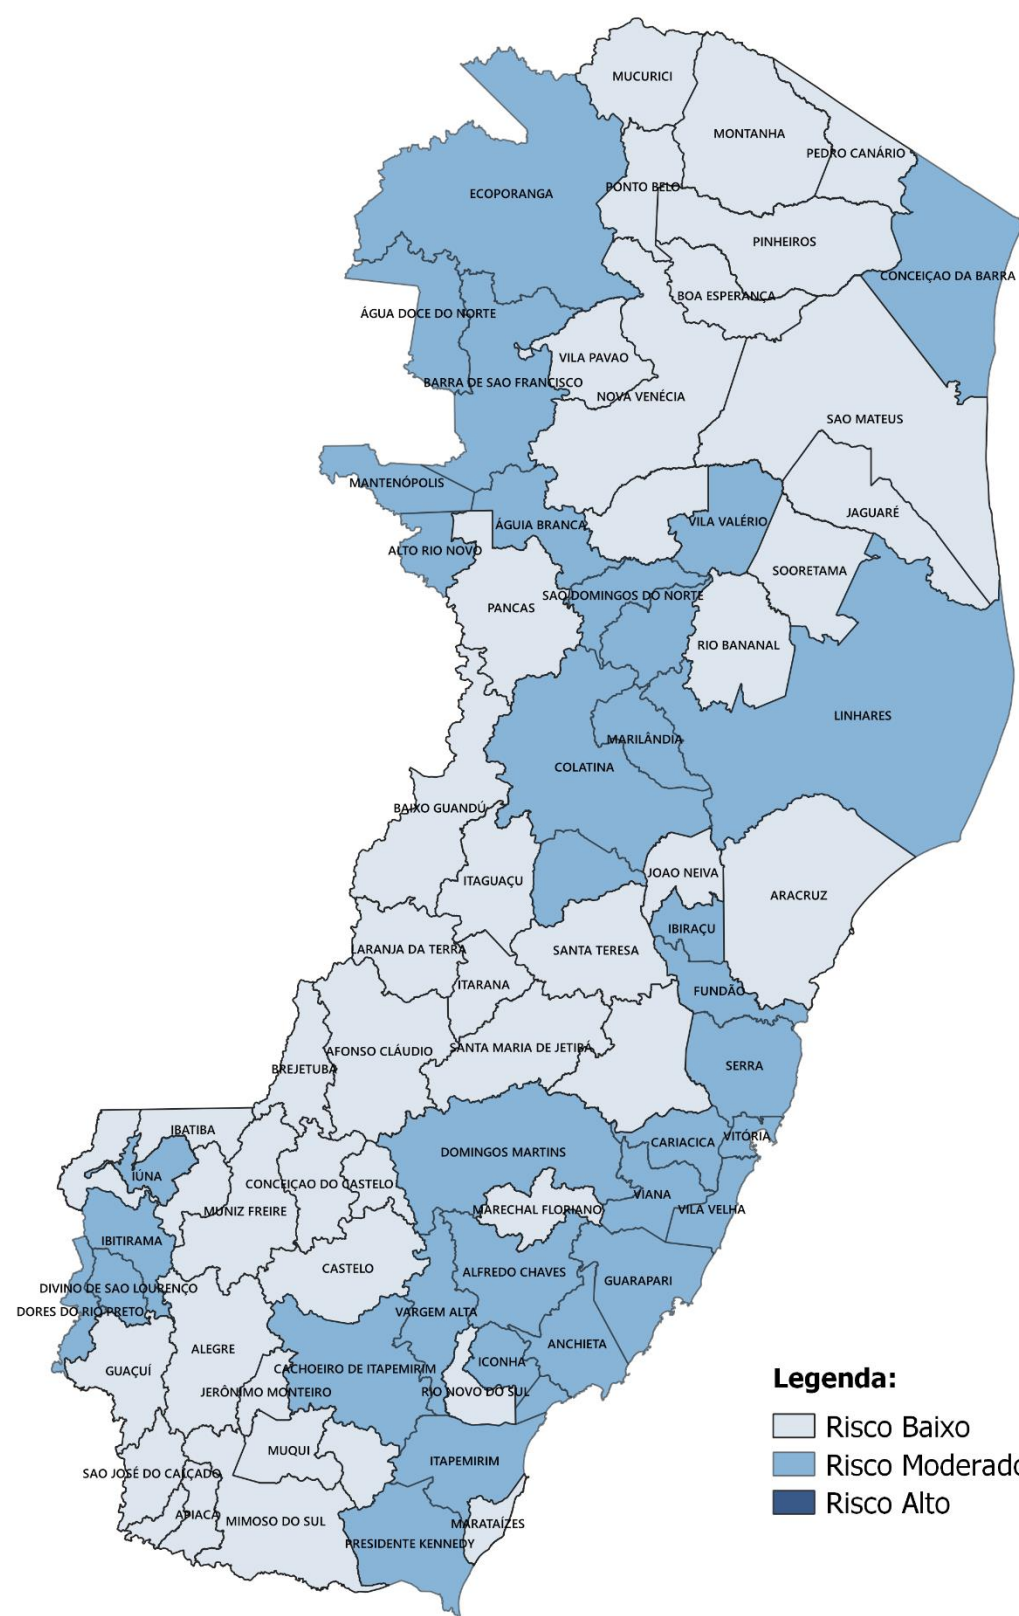 MUCURICI
MONTANHA
PEDRO CANÁRIO
ECOPORANGA
PONTO BELO
PINHEIROS
CONCEIÇAO DA BARRA
BOA ESPERANÇA
ÁGUA DOCE DO NORTE
VILA PAVAO
BARRA DE SAO FRANCISCO
NOVA VENÉCIA
SAO MATEUS
MANTENÓPOLIS
JAGUARÉ
VILA VALÉRIO
ÁGUIA BRANCA
ALTO RIO NOVO
SOORETAMA
SAO DOMINGOS DO NORTE
PANCAS
RIO BANANAL
LINHARES
MARILÂNDIA
COLATINA
BAIXO GUANDÚ
JOAO NEIVA
ITAGUAÇU
ARACRUZ
IBIRAÇU
LARANJA DA TERRA
SANTA TERESA
ITARANA
FUNDÃO
SANTA MARIA DE JETIBÁ
AFONSO CLÁUDIO
SERRA
BREJETUBA
IBATIBA
VITÓRIA
CARIACICA
DOMINGOS MARTINS
IÚNA
CONCEIÇAO DO CASTELO
VIANA
MUNIZ FREIRE
MARECHAL FLORIANO
VILA VELHA
IBITIRAMA
CASTELO
ALFREDO CHAVES
GUARAPARI
DIVINO DE SAO LOURENÇO
DORES DO RIO PRETO
VARGEM ALTA
ANCHIETA
ALEGRE
ICONHA
GUAÇUÍ
CACHOEIRO DE ITAPEMIRIM
JERÔNIMO MONTEIRO
RIO NOVO DO SUL
Legenda:
Risco Baixo
MUQUI
ITAPEMIRIM
Risco Moderado
SAO JOSÉ DO CALÇADO
Risco Alto
APIACÁ
MIMOSO DO SUL
MARATAÍZES
PRESIDENTE KENNEDY